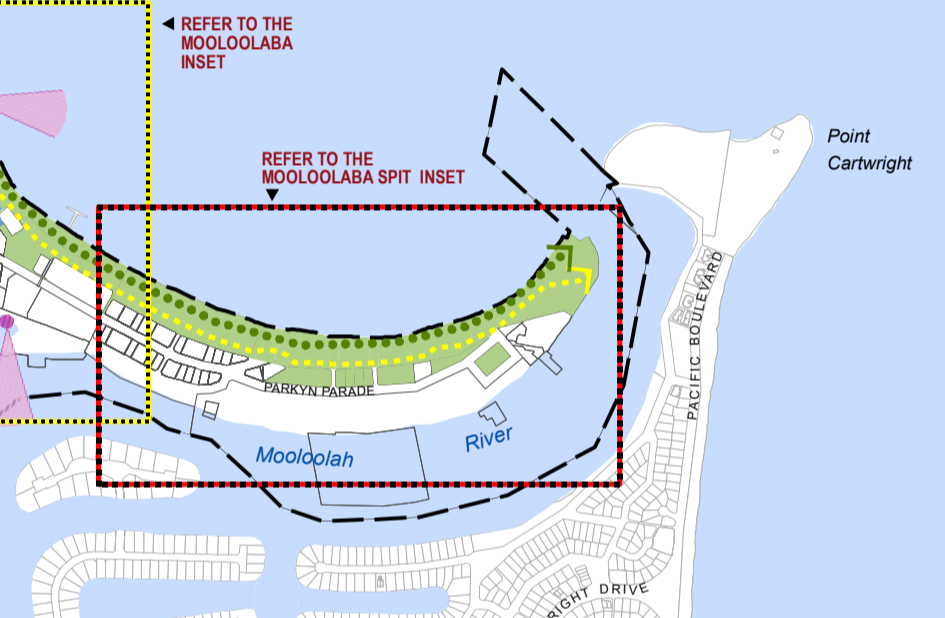 REFER TO THE
MOOLOOLABA
INSET
Point
Cartwright
REFER TO THE
MOOLOOLABA SPIT INSET
PACIFIC BOULEVARD
PARKYN PARADE
Mooloolah
River
RIGHT DRIVE